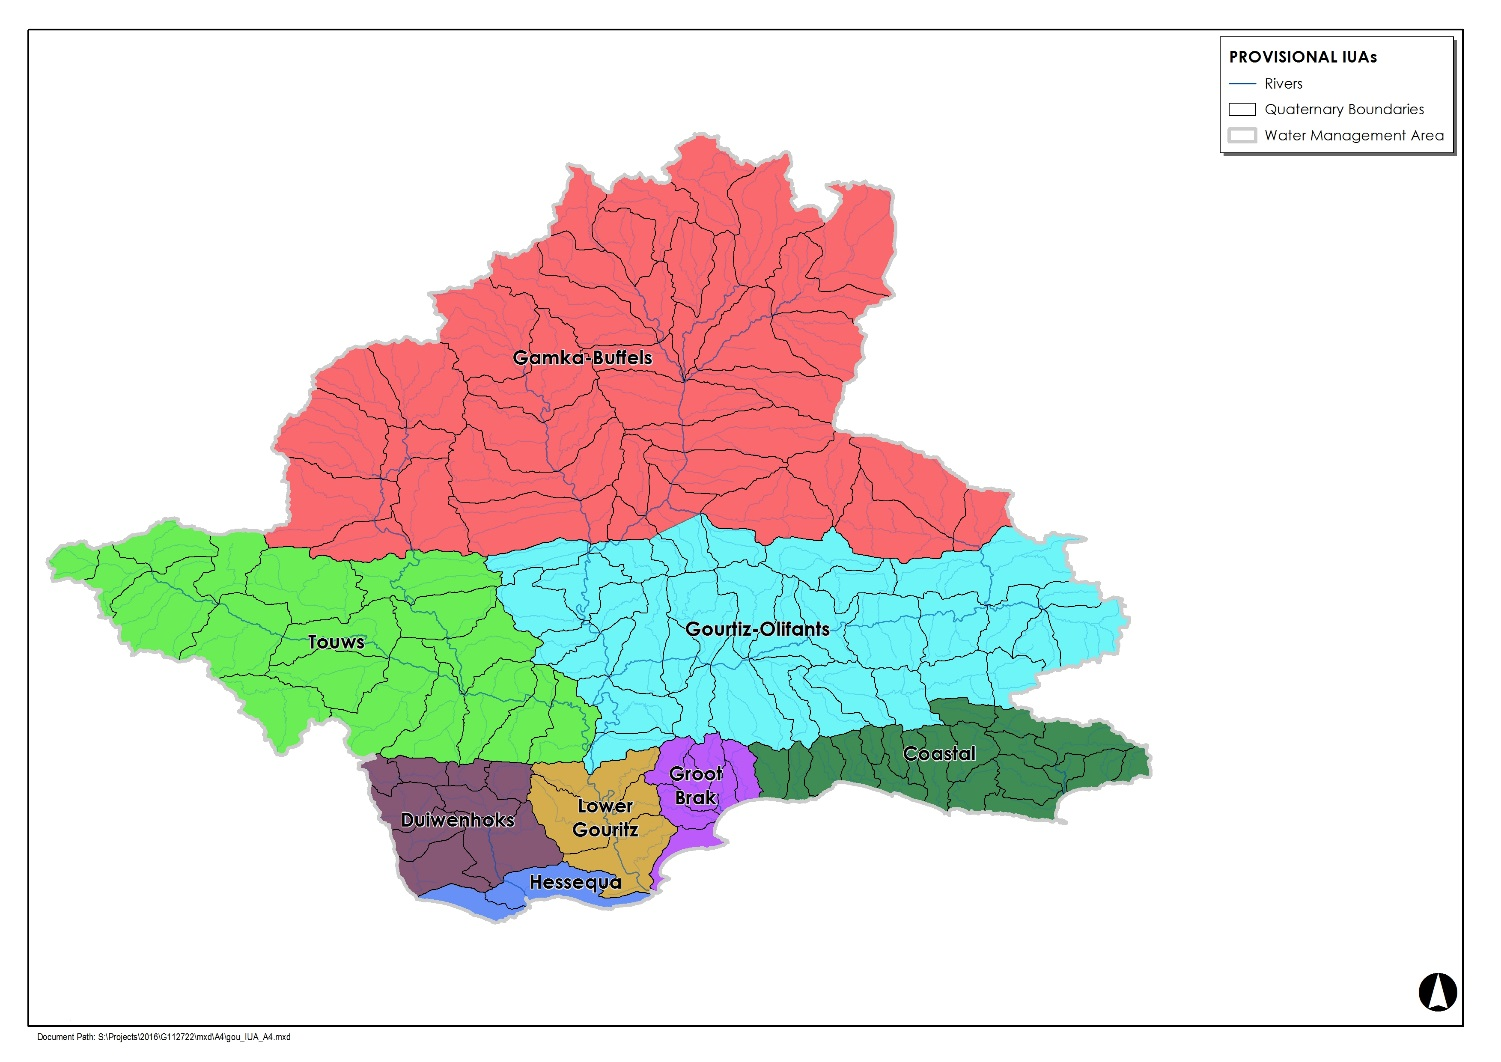 PROVISIONAL IUAs
Rivers
Quaternary Boundaries
Water Management Area
Gamka-Buffels
Gourtiz-Olifants
Touws
Coastal
Groot
Brak
Lower
Gouritz
Duiwenhoks
Hessequa
Document Path: S:\Projects\2016\G112722\mxd\A4\gou_IUA_A4.mxd